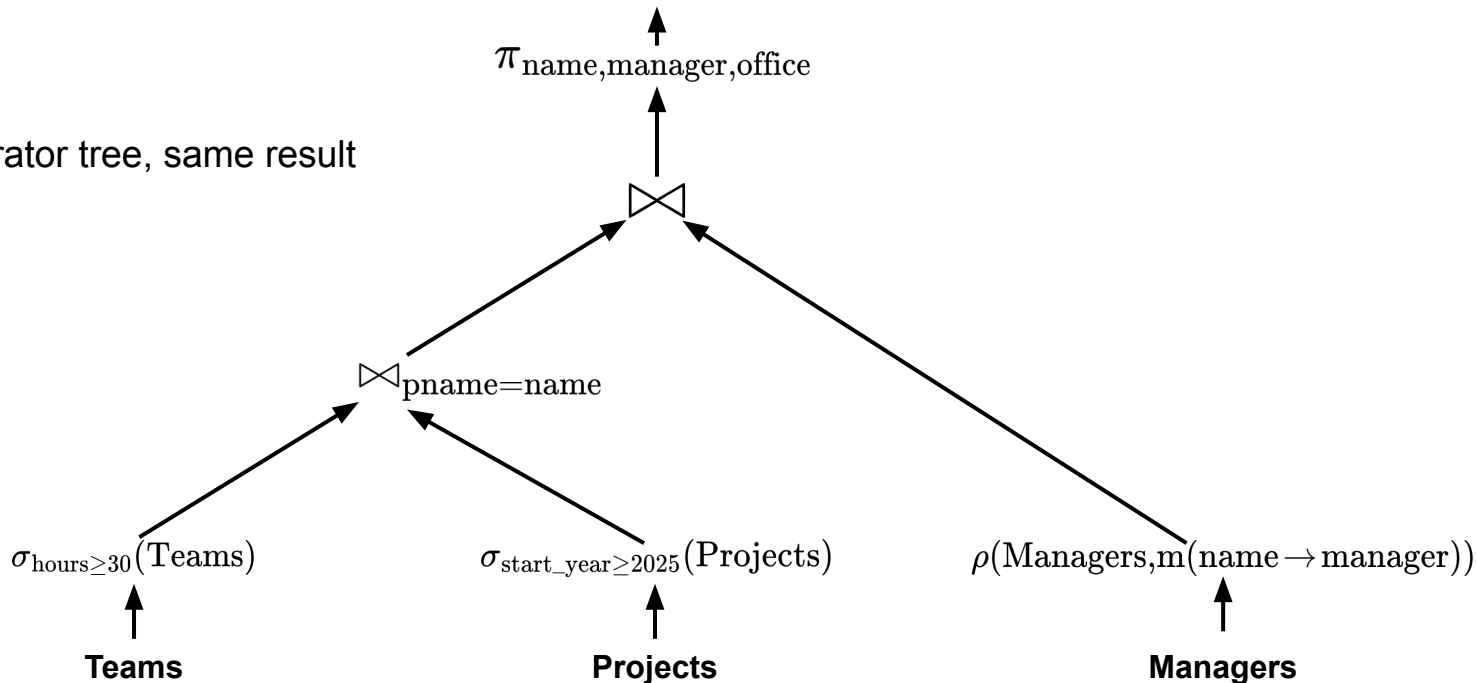 π name,manager,office
rator tree, same result
⋈
⋈ pname=name
σ hours≥30(Teams)
σ start_year≥2025(Projects)
ρ(Managers,m(name→manager))
Teams
Projects
Managers